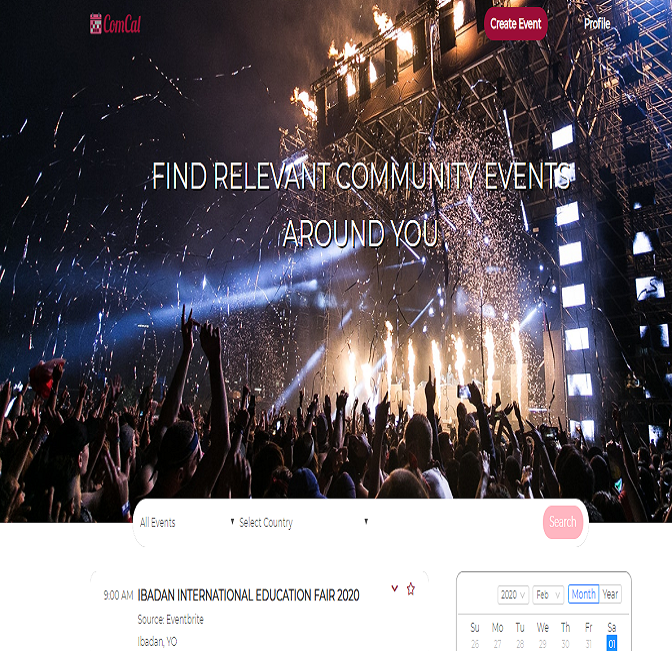 ComCal
Create Event
Profile
FIND RELEVANT COMMUNITY EVENTS
AROUND YOU
All Events
Select Country
Search
9:00 AM IBADAN INTERNATIONAL EDUCATION FAIR 2020
Source: Eventbrite
Ibadan, YO
2020 Feb Month Year
Su Mo Tu We Th Fr Sa
26 27 28 29 30 31 01